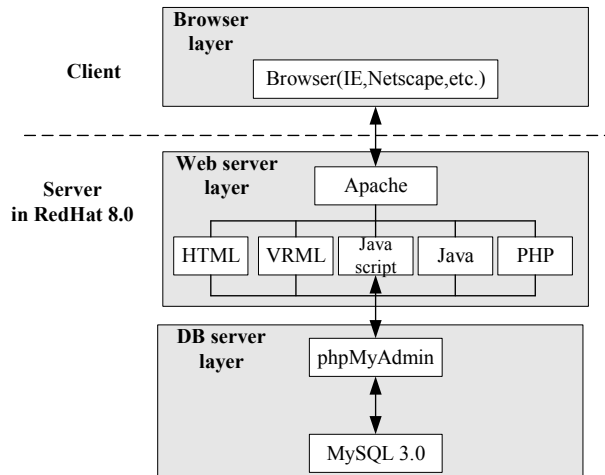 Browser
layer
Client
Browser(IE,Netscape,etc.)
Web server
layer
Server
in RedHat 8.0
Apache
HTML
VRML
Java
script
Java
PHP
DB server
layer
phpMyAdmin
MySQL 3.0